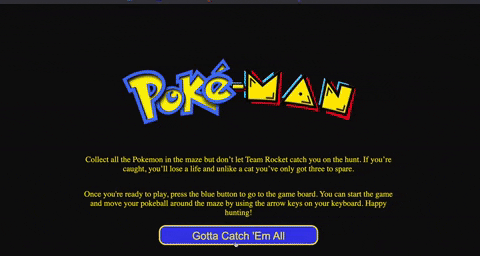 POKÉ-MAN
Collect all the Pokemon in the maze but don't let Team Rocket catch you on the hunt. If you're
caught, you'll lose a life and unlike a cat you've only got three to spare.
Once you're ready to play, press the blue button to go to the game board. You can start the game
and move your pokeball around the maze by using the arrow keys on your keyboard. Happy
hunting!
Gotta Catch 'Em All